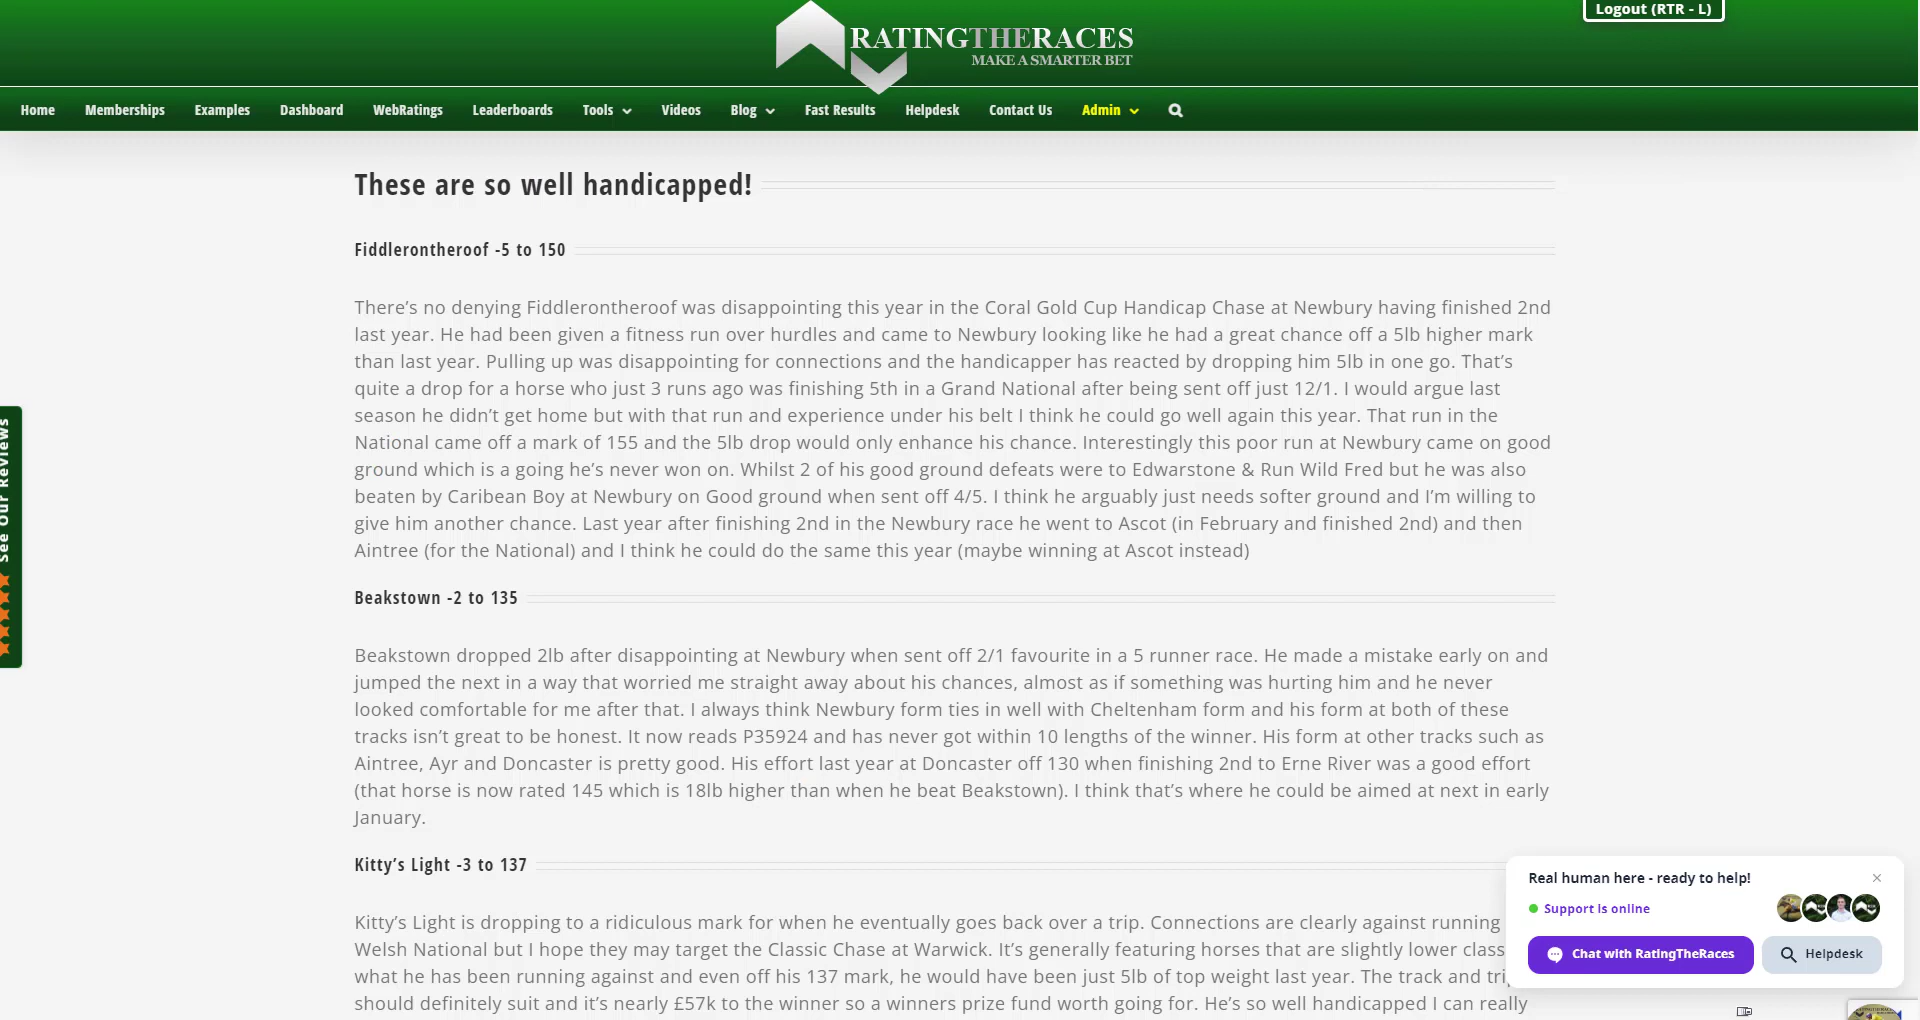 Logout (RTR - L)
RATINGTHERACES
MAKE A SMARTER BET
Home Memberships Examples Dashboard WebRatings Leaderboards Tools Videos Blog Fast Results Helpdesk Contact Us Admin
These are so well handicapped!
Fiddlerontheroof -5 to 150
There’s no denying Fiddlerontheroof was disappointing this year in the Coral Gold Cup Handicap Chase at Newbury having finished 2nd
last year. He had been given a fitness run over hurdles and came to Newbury looking like he had a great chance off a 5lb higher mark
than last year. Pulling up was disappointing for connections and the handicapper has reacted by dropping him 5lb in one go. That’s
quite a drop for a horse who just 3 runs ago was finishing 5th in a Grand National after being sent off just 12/1. I would argue last
season he didn’t get home but with that run and experience under his belt I think he could go well again this year. That run in the
National came off a mark of 155 and the 5lb drop would only enhance his chance. Interestingly this poor run at Newbury came on good
ground which is a going he’s never won on. Whilst 2 of his good ground defeats were to Edwarstone & Run Wild Fred but he was also
beaten by Caribean Boy at Newbury on Good ground when sent off 4/5. I think he arguably just needs softer ground and I’m willing to
give him another chance. Last year after finishing 2nd in the Newbury race he went to Ascot (in February and finished 2nd) and then
Aintree (for the National) and I think he could do the same this year (maybe winning at Ascot instead)
See Our Reviews
Beakstown -2 to 135
Beakstown dropped 2lb after disappointing at Newbury when sent off 2/1 favourite in a 5 runner race. He made a mistake early on and
jumped the next in a way that worried me straight away about his chances, almost as if something was hurting him and he never
looked comfortable for me after that. I always think Newbury form ties in well with Cheltenham form and his form at both of these
tracks isn’t great to be honest. It now reads P35924 and has never got within 10 lengths of the winner. His form at other tracks such as
Aintree, Ayr and Doncaster is pretty good. His effort last year at Doncaster off 130 when finishing 2nd to Erne River was a good effort
(that horse is now rated 145 which is 18lb higher than when he beat Beakstown). I think that’s where he could be aimed at next in early
January.
Kitty’s Light -3 to 137
Kitty’s Light is dropping to a ridiculous mark for when he eventually goes back over a trip. Connections are clearly against running
Welsh National but I hope they may target the Classic Chase at Warwick. It’s generally featuring horses that are slightly lower class
what he has been running against and even off his 137 mark, he would have been just 5lb of top weight last year. The track and trip
should definitely suit and it’s nearly £57k to the winner so a winners prize fund worth going for. He’s so well handicapped I can really
Real human here - ready to help!
Support is online
Chat with RatingTheRaces
Helpdesk